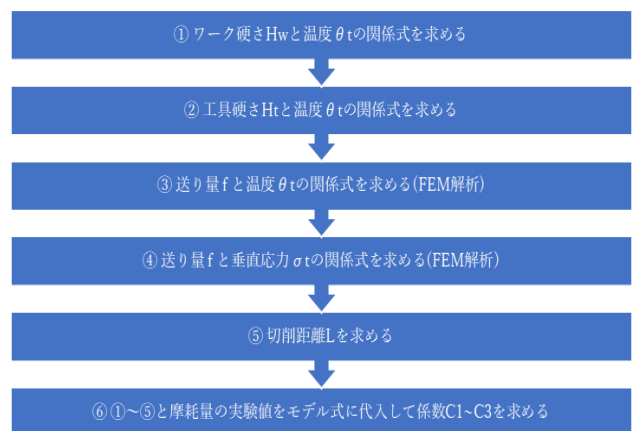 ① ワーク硬さHwと温度θtの関係式を求める
② 工具硬さHtと温度θtの関係式を求める
③ 送り量f と温度θtの関係式を求める(FEM解析)
④ 送り量f と垂直応力 σtの関係式を求める(FEM解析)
⑤ 切削距離Lを求める
⑥ ①～⑤と摩耗量の実験値をモデル式に代入して係数C1~C3を求める